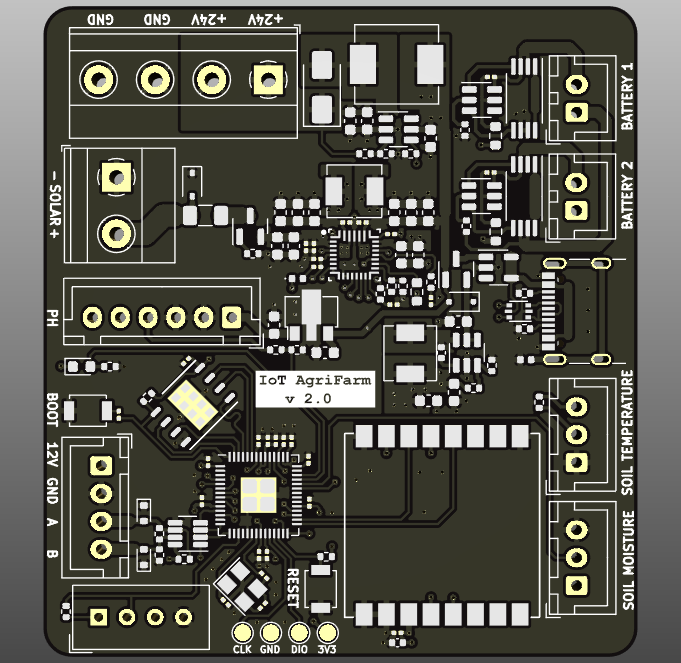 GND GND +24V +24V
BATTERY 1
BATTERY 2
- SOLAR +
PH
IoT AgriFarm
v 2.0
BOOT
12V GND A B
SOIL TEMPERATURE
SOIL MOISTURE
RESET
CLK GND DIO 3V3